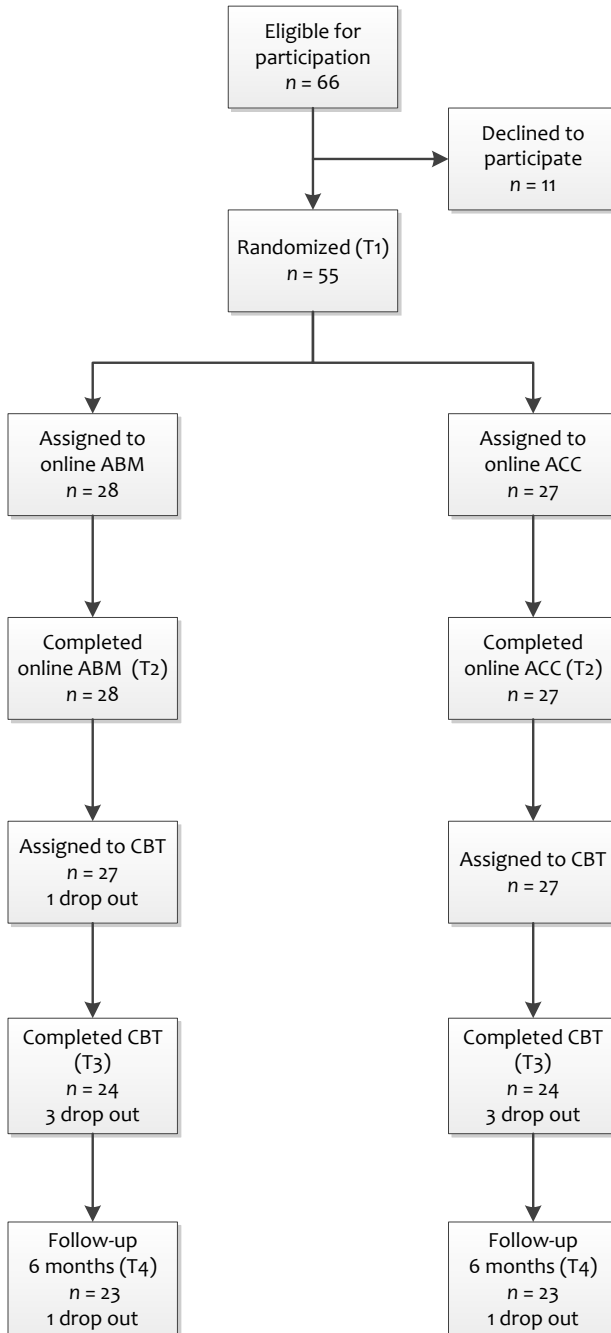 Eligible for
participation
n = 66
Declined to
participate
n = 11
Randomized (T1)
n = 55
Assigned to
online ABM
n = 28
Assigned to
online ACC
n = 27
Completed
online ABM (T2)
n = 28
Completed
online ACC (T2)
n = 27
Assigned to CBT
n = 27
1 drop out
Assigned to CBT
n = 27
Completed CBT
(T3)
n = 24
3 drop out
Completed CBT
(T3)
n = 24
3 drop out
Follow-up
6 months (T4)
n = 23
1 drop out
Follow-up
6 months (T4)
n = 23
1 drop out